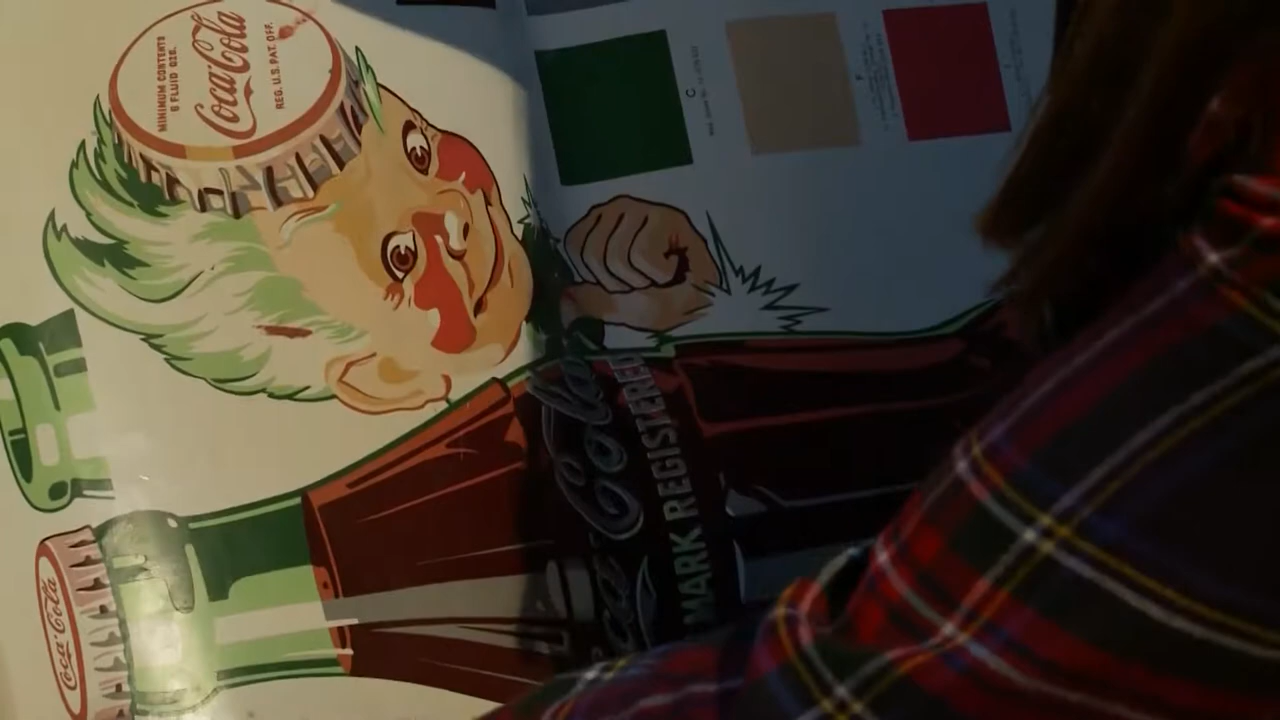 MINIMUM CONTENTS
6 FLUID OZS.
Coca-Cola
REG. U.S. PAT. OFF.
C
Coca-Cola
MARK REGISTERED
Coca-Cola